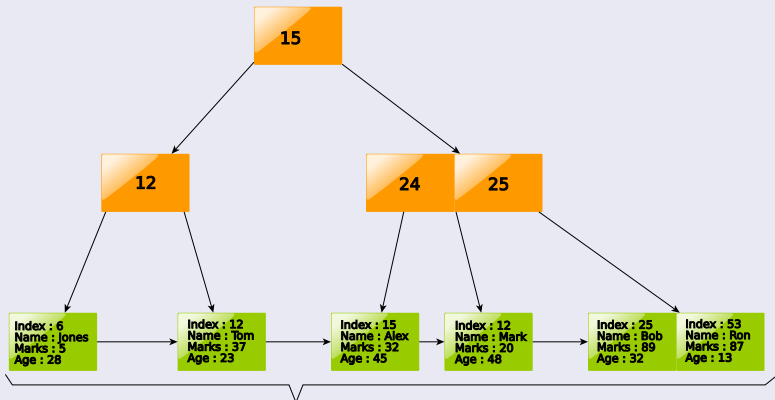 15
12
24
25
Index : 6
Name : Jones
Marks : 5
Age : 28
Index : 12
Name : Tom
Marks : 37
Age : 23
Index : 15
Name : Alex
Marks : 32
Age : 45
Index : 12
Name : Mark
Marks : 20
Age : 48
Index : 25
Name : Bob
Marks : 89
Age : 32
Index : 53
Name : Ron
Marks : 87
Age : 13